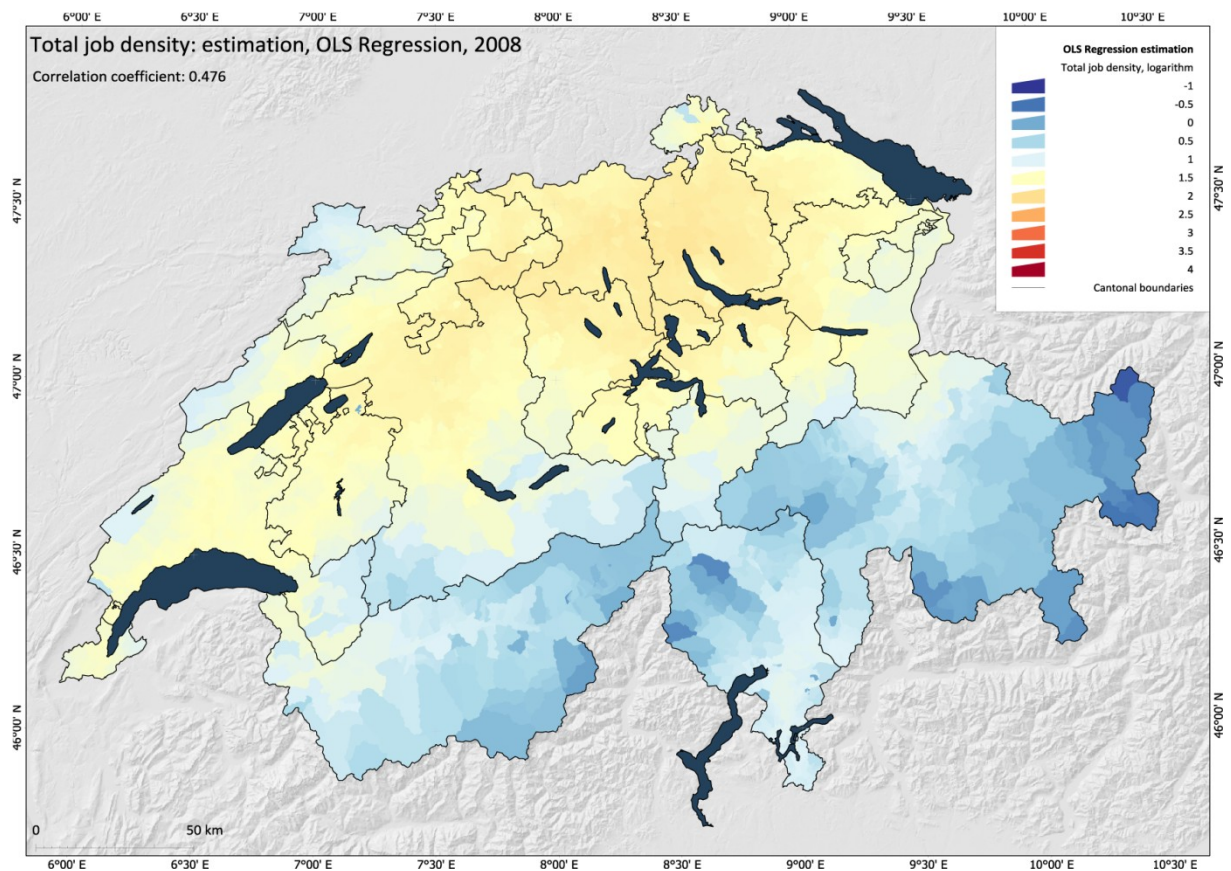 6°00' E 6°30' E 7°00' E 7°30' E 8°00' E 8°30' E 9°00' E 9°30' E 10°00' E 10°30' E
Total job density: estimation, OLS Regression, 2008
Correlation coefficient: 0.476
OLS Regression estimation
Total job density, logarithm
-1
-0.5
0
0.5
1
1.5
2
2.5
3
3.5
4
Cantonal boundaries
47°30' N
47°00' N
46°30' N
46°00' N
47°30' N
47°00' N
46°30' N
46°00' N
0 50 km
6°00' E 6°30' E 7°00' E 7°30' E 8°00' E 8°30' E 9°00' E 9°30' E 10°00' E 10°30' E